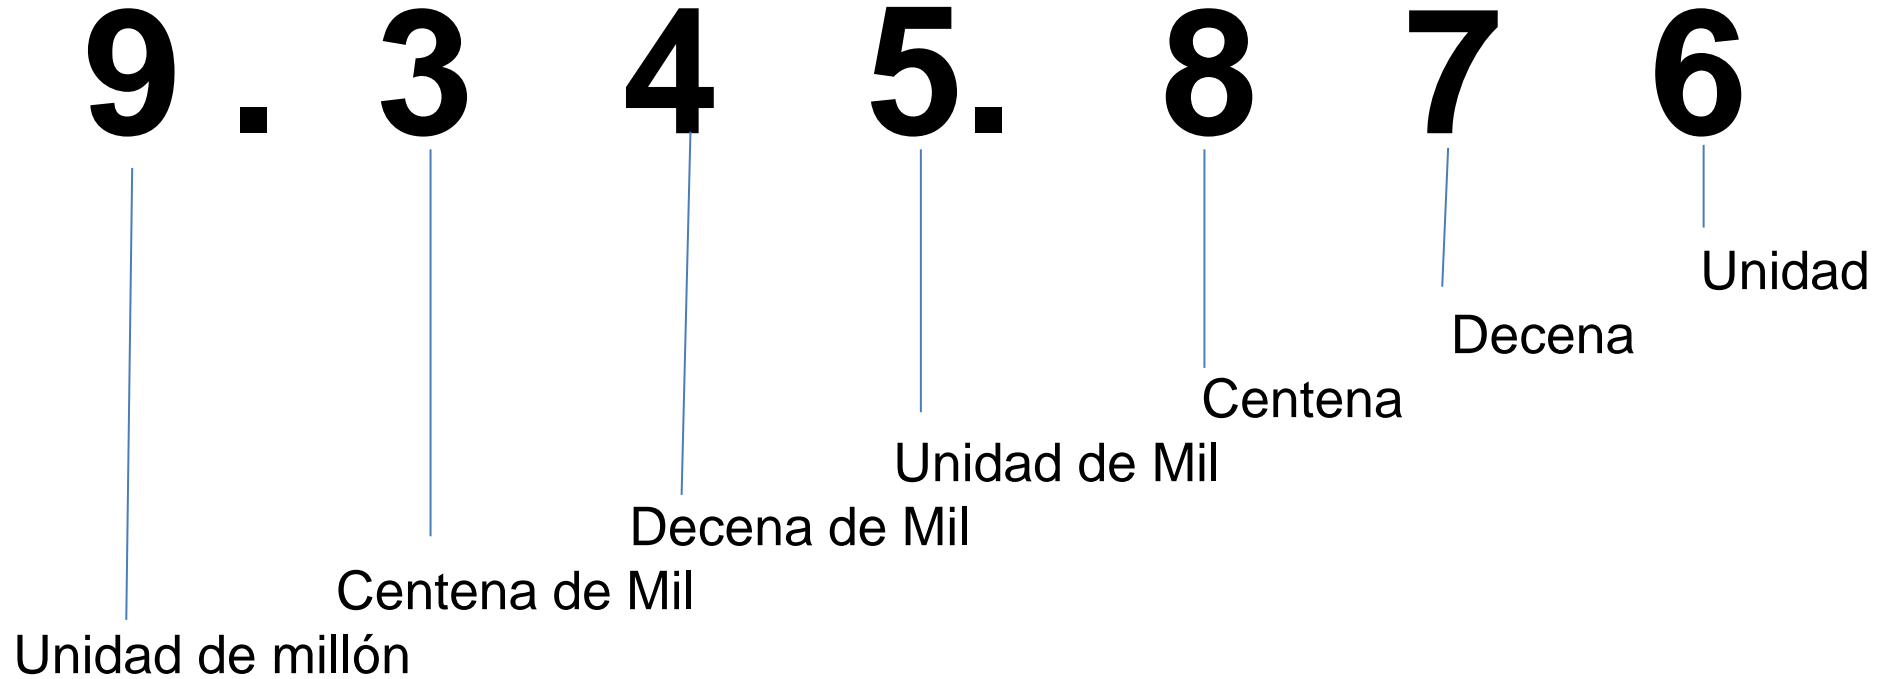 9 . 3 4 5. 8 7 6
Unidad
Decena
Centena
Unidad de Mil
Decena de Mil
Centena de Mil
Unidad de millón